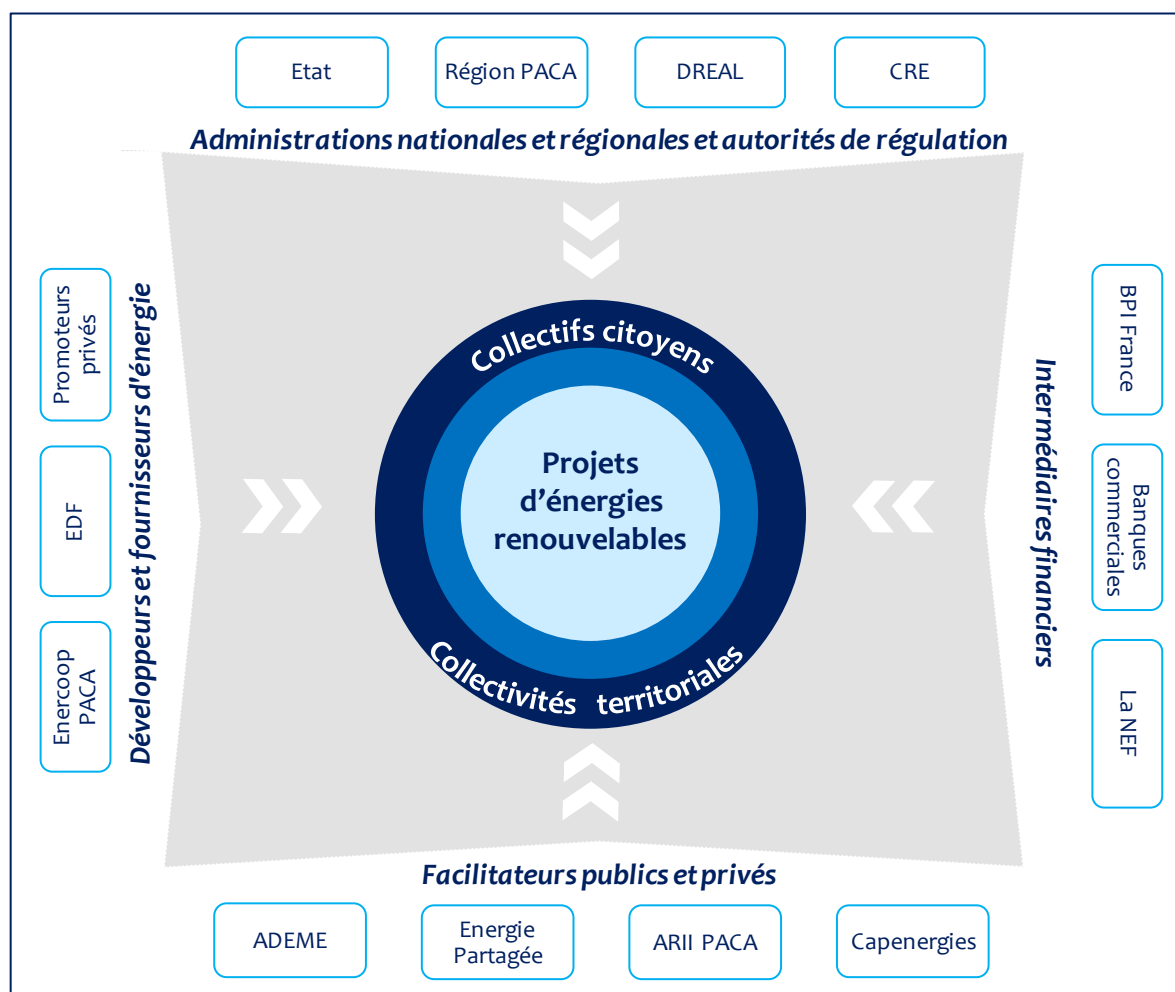 Etat
Région PACA
DREAL
CRE
Administrations nationales et régionales et autorités de régulation
Promoteurs
privés
EDF
Enercoop
PACA
Développeurs et fournisseurs d'énergie
Collectifs citoyens
Projets
d’énergies
renouvelables
Collectivités territoriales
Intermédiaires financiers
BPI France
Banques
commerciales
La NEF
Facilitateurs publics et privés
ADEME
Energie
Partagée
ARII PACA
Capenergies